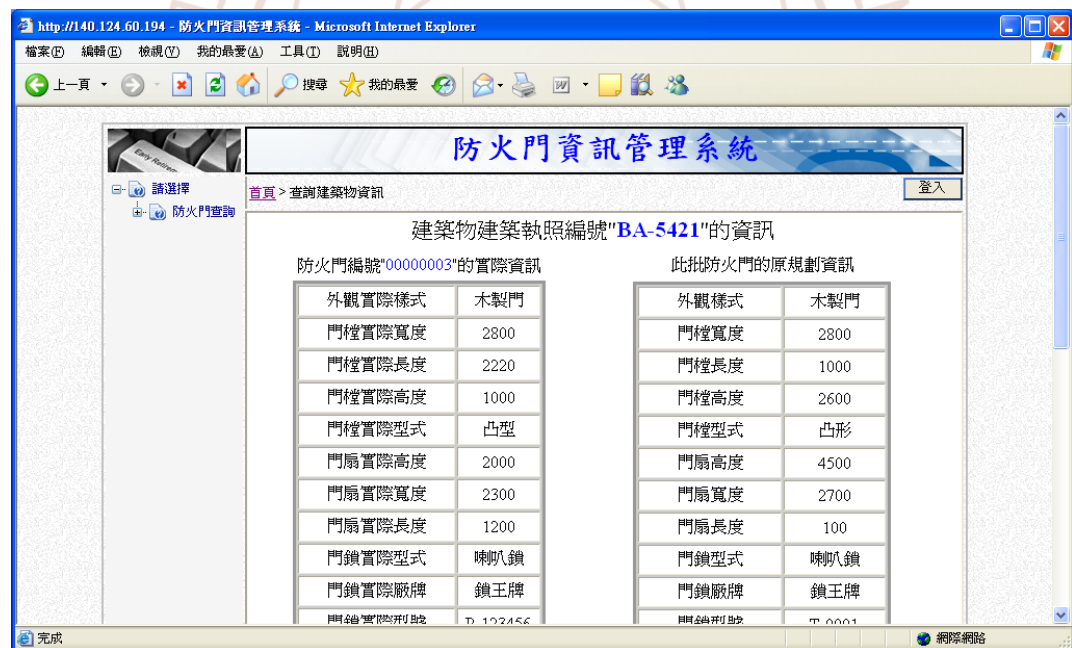 http://140.124.60.194 - 防火門資訊管理系統 - Microsoft Internet Explorer
檔案(F) 編輯(E) 檢視(V) 我的最愛(A) 工具(T) 說明(H)
上一頁 搜尋 我的最愛
Early Retirement
防火門資訊管理系統
請選擇
防火門查詢
首頁 > 查詢建築物資訊
登入
建築物建築執照編號"BA-5421"的資訊
防火門編號"00000003"的實際資訊
外觀實際樣式 木製門
門樘實際寬度 2800
門樘實際長度 2220
門樘實際高度 1000
門樘實際型式 凸型
門扇實際高度 2000
門扇實際寬度 2300
門扇實際長度 1200
門鎖實際型式 喇叭鎖
門鎖實際廠牌 鎖王牌
門鎖實際型號
此批防火門的原規劃資訊
外觀樣式 木製門
門樘寬度 2800
門樘長度 1000
門樘高度 2600
門樘型式 凸形
門扇高度 4500
門扇寬度 2700
門扇長度 100
門鎖型式 喇叭鎖
門鎖廠牌 鎖王牌
門鎖型號
完成
網際網路